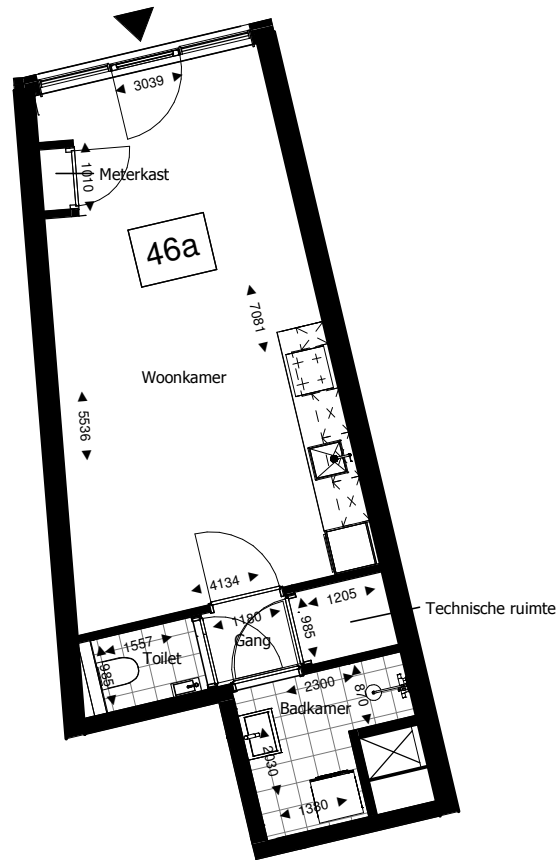 3039
1010
Meterkast
46a
7081
Woonkamer
5536
4134
1180
1205
985
Technische ruimte
Gang
1557
Toilet
985
2300
870
Badkamer
2030
1330